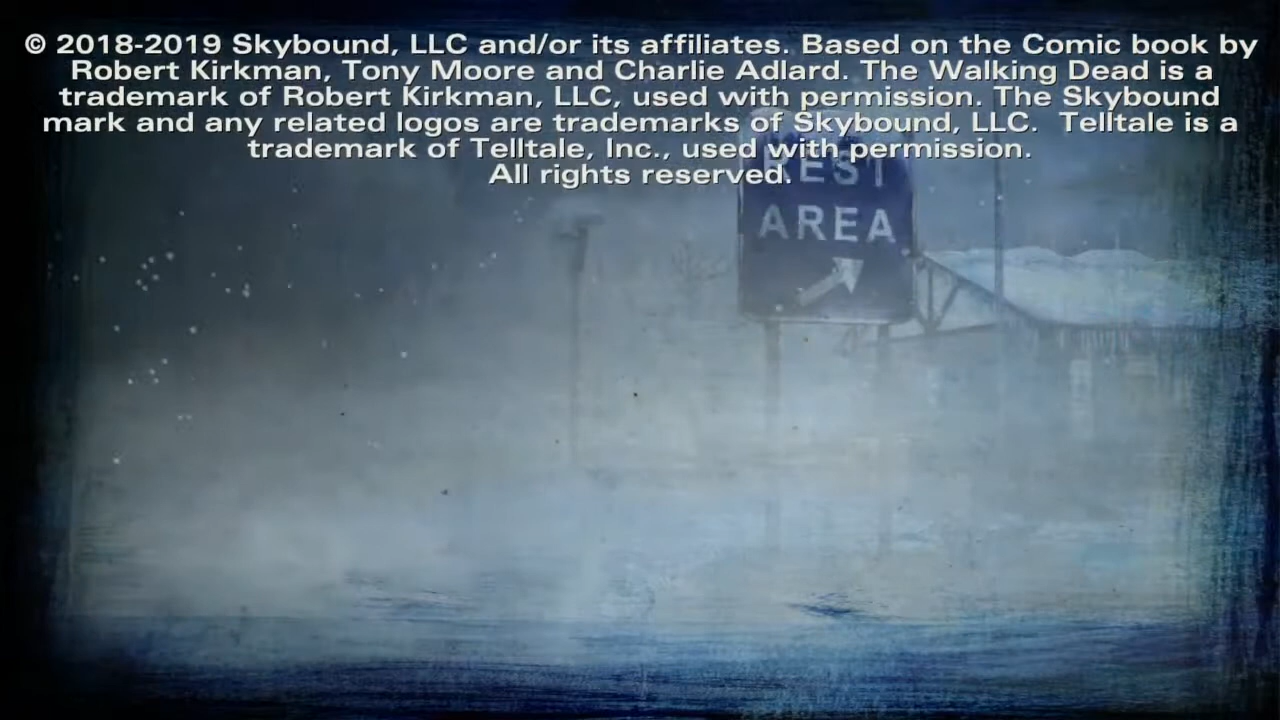 © 2018-2019 Skybound, LLC and/or its affiliates. Based on the Comic book by
Robert Kirkman, Tony Moore and Charlie Adlard. The Walking Dead is a
trademark of Robert Kirkman, LLC, used with permission. The Skybound
mark and any related logos are trademarks of Skybound, LLC.  Telltale is a
trademark of Telltale, Inc., used with permission.
All rights reserved.
REST
AREA